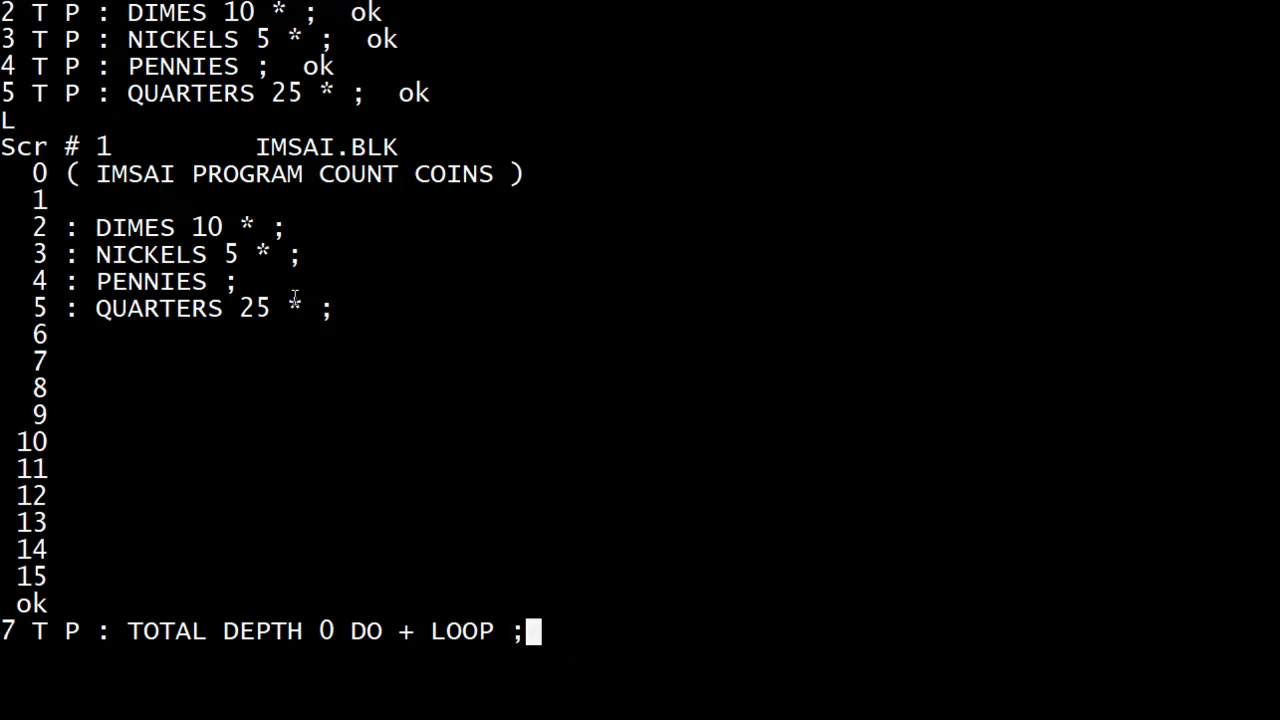 2 T P : DIMES 10 * ;  ok
3 T P : NICKELS 5 * ;  ok
4 T P : PENNIES ;  ok
5 T P : QUARTERS 25 * ;  ok
L
Scr # 1         IMSAI.BLK
  0 ( IMSAI PROGRAM COUNT COINS )
  1
  2 : DIMES 10 * ;
  3 : NICKELS 5 * ;
  4 : PENNIES ;
  5 : QUARTERS 25 * ;
  6
  7
  8
  9
 10
 11
 12
 13
 14
 15
 ok
7 T P : TOTAL DEPTH 0 DO + LOOP ;